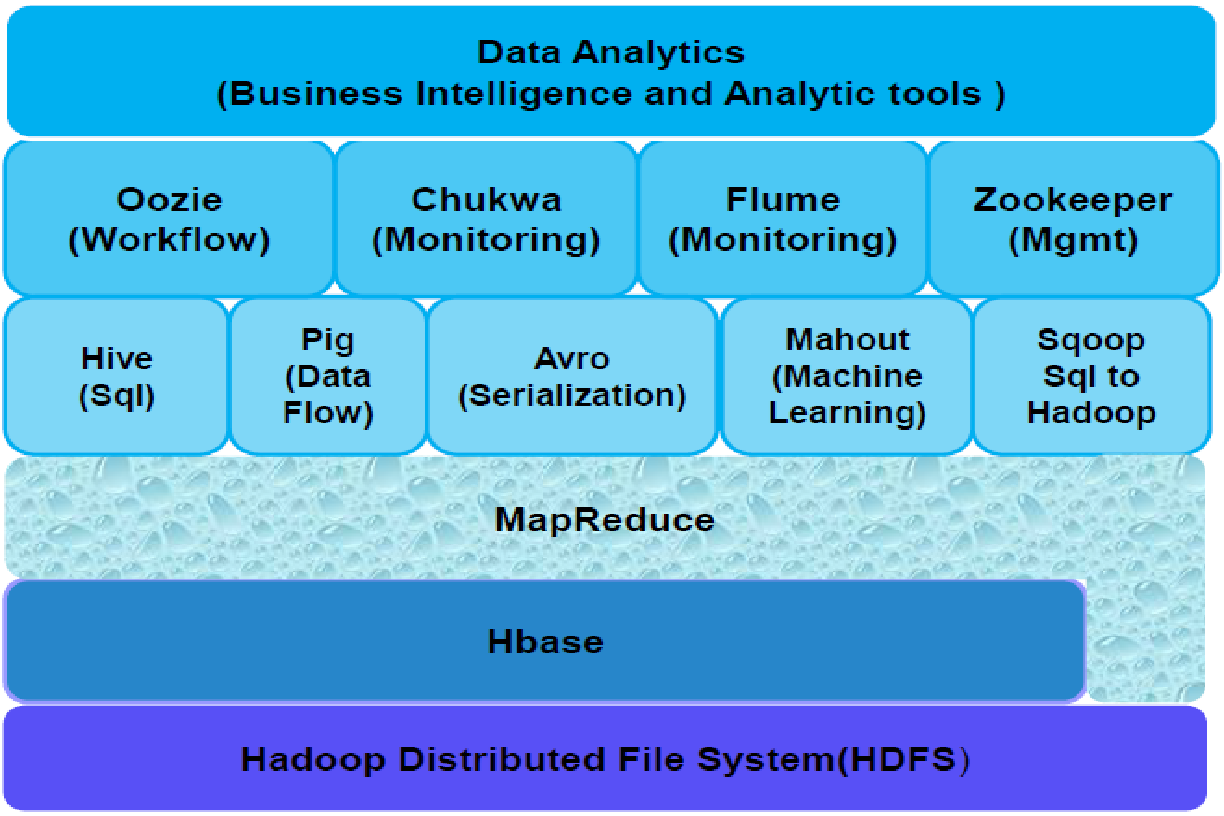 Data Analytics
(Business Intelligence and Analytic tools )
Oozie
(Workflow)
Chukwa
(Monitoring)
Flume
(Monitoring)
Zookeeper
(Mgmt)
Hive
(Sql)
Pig
(Data
Flow)
Avro
(Serialization)
Mahout
(Machine
Learning)
Sqoop
Sql to
Hadoop
MapReduce
Hbase
Hadoop Distributed File System(HDFS)